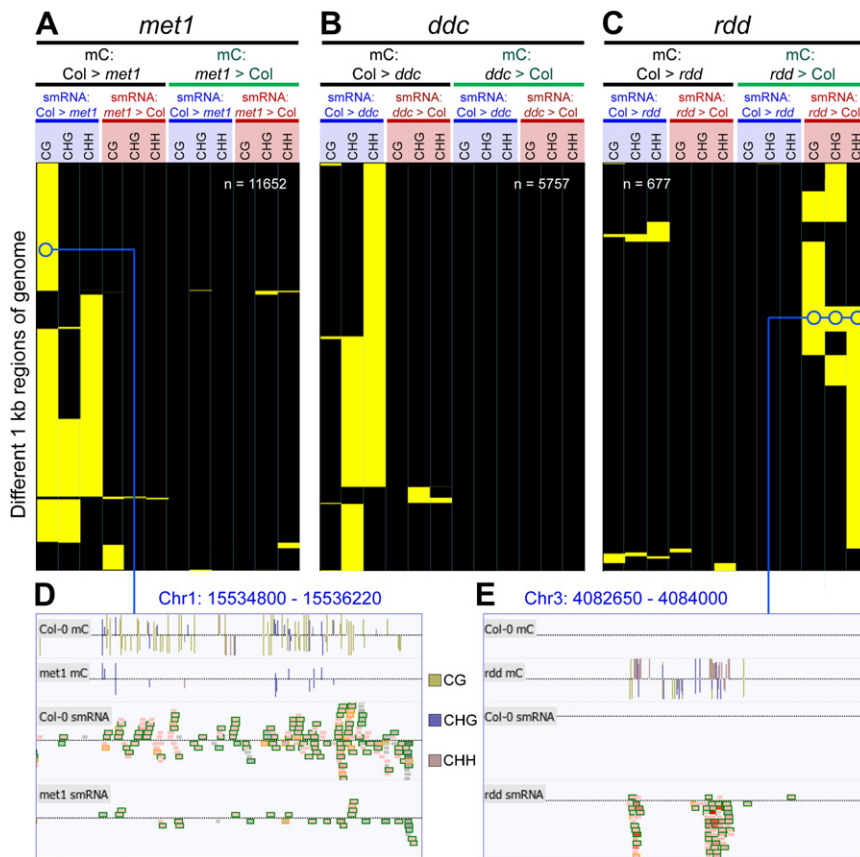 A met1 B ddc C rdd
mC: mC: mC: mC: mC: mC:
Col > met1 met1 > Col Col > ddc ddc > Col Col > rdd rdd > Col
smRNA: smRNA: smRNA: smRNA: smRNA: smRNA: smRNA: smRNA: smRNA: smRNA: smRNA: smRNA:
Col > met1 met1 > Col Col > met1 met1 > Col Col > ddc ddc > Col Col > ddc ddc > Col Col > rdd rdd > Col Col > rdd rdd > Col
CG CHG CHH CG CHG CHH CG CHG CHH CG CHG CHH CG CHG CHH CG CHG CHH CG CHG CHH CG CHG CHH CG CHG CHH CG CHG CHH CG CHG CHH CG CHG CHH
n = 11652 n = 5757 n = 677
Different 1 kb regions of genome
D Chr1: 15534800 - 15536220 E Chr3: 4082650 - 4084000
Col-0 mC Col-0 mC
met1 mC rdd mC
CG
Col-0 smRNA Col-0 smRNA
CHG
CHH
met1 smRNA rdd smRNA